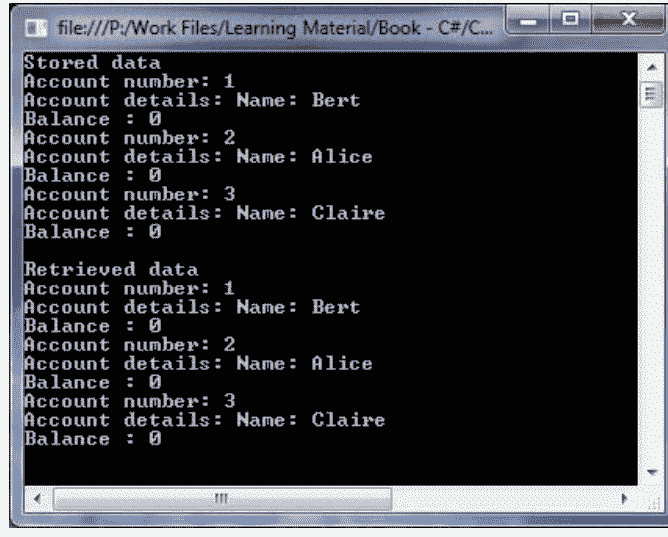 file:///P:/Work Files/Learning Material/Book - C#/C...
Stored data
Account number: 1
Account details: Name: Bert
Balance : 0
Account number: 2
Account details: Name: Alice
Balance : 0
Account number: 3
Account details: Name: Claire
Balance : 0
Retrieved data
Account number: 1
Account details: Name: Bert
Balance : 0
Account number: 2
Account details: Name: Alice
Balance : 0
Account number: 3
Account details: Name: Claire
Balance : 0